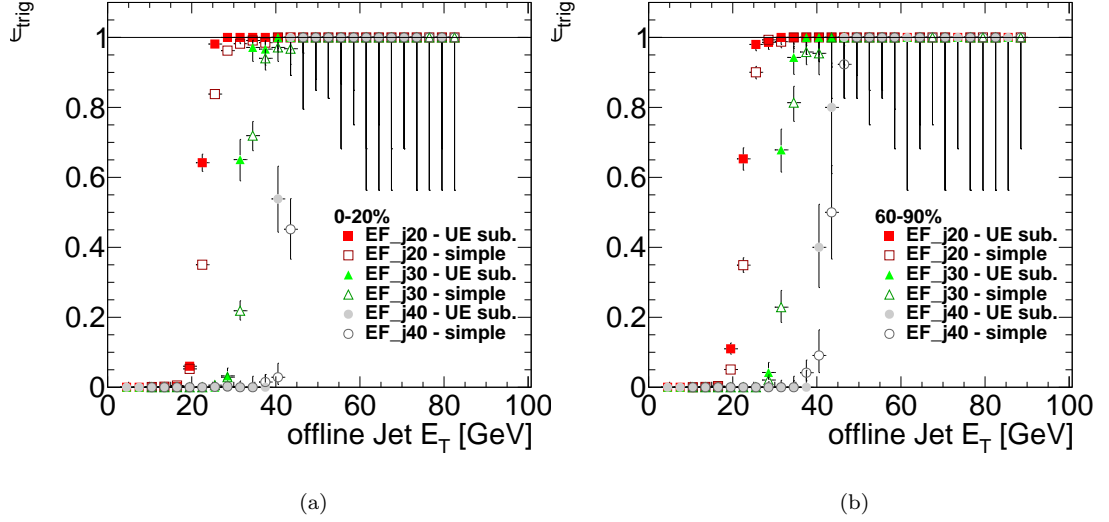 ε_trig
1
0.8
0.6
0.4
0.2
0
0 20 40 60 80 100
offline Jet E_T [GeV]
0-20%
EF_j20 - UE sub.
EF_j20 - simple
EF_j30 - UE sub.
EF_j30 - simple
EF_j40 - UE sub.
EF_j40 - simple
(a)
ε_trig
1
0.8
0.6
0.4
0.2
0
0 20 40 60 80 100
offline Jet E_T [GeV]
60-90%
EF_j20 - UE sub.
EF_j20 - simple
EF_j30 - UE sub.
EF_j30 - simple
EF_j40 - UE sub.
EF_j40 - simple
(b)